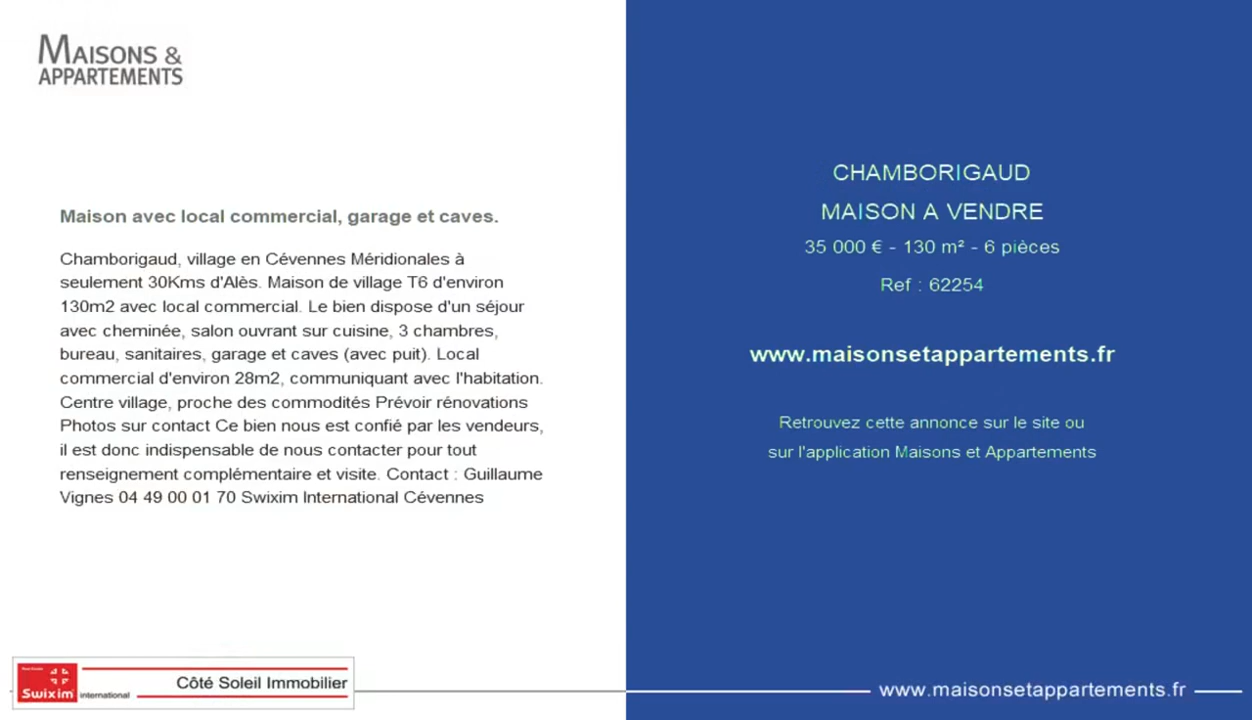 MAISONS &
APPARTEMENTS
Maison avec local commercial, garage et caves.
Chamborigaud, village en Cévennes Méridionales à
seulement 30Kms d'Alès. Maison de village T6 d'environ
130m2 avec local commercial. Le bien dispose d'un séjour
avec cheminée, salon ouvrant sur cuisine, 3 chambres,
bureau, sanitaires, garage et caves (avec puit). Local
commercial d'environ 28m2, communiquant avec l'habitation.
Centre village, proche des commodités Prévoir rénovations
Photos sur contact Ce bien nous est confié par les vendeurs,
il est donc indispensable de nous contacter pour tout
renseignement complémentaire et visite. Contact : Guillaume
Vignes 04 49 00 01 70 Swixim International Cévennes
CHAMBORIGAUD
MAISON A VENDRE
35 000 € - 130 m² - 6 pièces
Ref : 62254
www.maisonsetappartements.fr
Retrouvez cette annonce sur le site ou
sur l'application Maisons et Appartements
Swixim international
Côté Soleil Immobilier
www.maisonsetappartements.fr